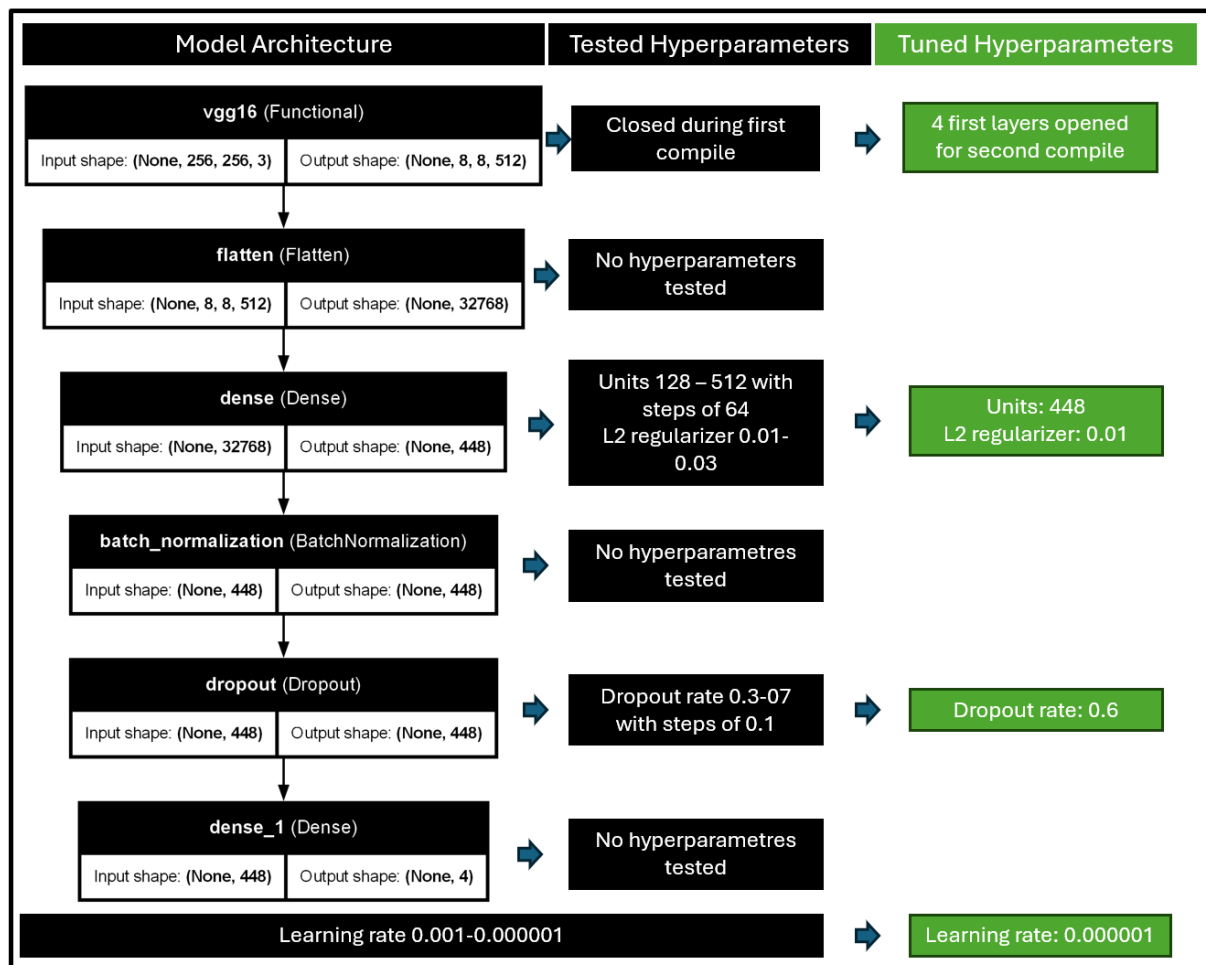 Model Architecture
Tested Hyperparameters
Tuned Hyperparameters
vgg16 (Functional)
Input shape: (None, 256, 256, 3)
Output shape: (None, 8, 8, 512)
Closed during first
compile
4 first layers opened
for second compile
flatten (Flatten)
Input shape: (None, 8, 8, 512)
Output shape: (None, 32768)
No hyperparameters
tested
dense (Dense)
Input shape: (None, 32768)
Output shape: (None, 448)
Units 128 – 512 with
steps of 64
L2 regularizer 0.01-
0.03
Units: 448
L2 regularizer: 0.01
batch_normalization (BatchNormalization)
Input shape: (None, 448)
Output shape: (None, 448)
No hyperparametres
tested
dropout (Dropout)
Input shape: (None, 448)
Output shape: (None, 448)
Dropout rate 0.3-07
with steps of 0.1
Dropout rate: 0.6
dense_1 (Dense)
Input shape: (None, 448)
Output shape: (None, 4)
No hyperparametres
tested
Learning rate 0.001-0.000001
Learning rate: 0.000001